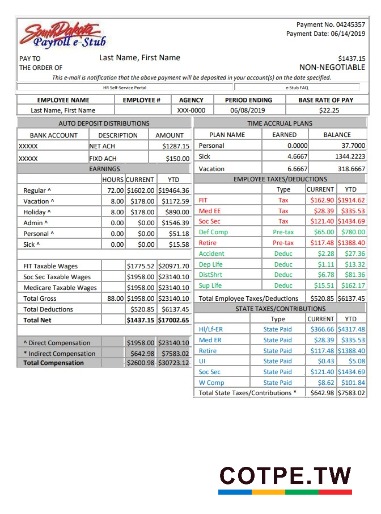 South Dakota
Payroll e-Stub
Payment No. 04245357
Payment Date: 06/14/2019
PAY TO
THE ORDER OF
Last Name, First Name
$1437.15
NON-NEGOTIABLE
This e-mail is notification that the above payment will be deposited in your account(s) on the date specified.
HR Self-Service Portal e-Stub FAQ
EMPLOYEE NAME EMPLOYEE # AGENCY PERIOD ENDING BASE RATE OF PAY
Last Name, First Name XXX-0000 06/08/2019 $22.25
AUTO DEPOSIT DISTRIBUTIONS
BANK ACCOUNT DESCRIPTION AMOUNT
XXXXX NET ACH $1287.15
XXXXX FIXD ACH $150.00
EARNINGS
HOURS CURRENT YTD
Regular ^ 72.00 $1602.00 $19464.36
Vacation ^ 8.00 $178.00 $1172.59
Holiday ^ 8.00 $178.00 $890.00
Admin ^ 0.00 $0.00 $1546.39
Personal ^ 0.00 $0.00 $51.18
Sick ^ 0.00 $0.00 $15.58
FIT Taxable Wages $1775.52 $20971.70
Soc Sec Taxable Wages $1958.00 $23140.10
Medicare Taxable Wages $1958.00 $23140.10
Total Gross 88.00 $1958.00 $23140.10
Total Deductions $520.85 $6137.45
Total Net $1437.15 $17002.65
^ Direct Compensation $1958.00 $23140.10
* Indirect Compensation $642.98 $7583.02
Total Compensation $2600.98 $30723.12
TIME ACCRUAL PLANS
PLAN NAME EARNED BALANCE
Personal 0.0000 37.7000
Sick 4.6667 1344.2223
Vacation 6.6667 318.6667
EMPLOYEE TAXES/DEDUCTIONS
Type CURRENT YTD
FIT Tax $162.90 $1914.62
Med EE Tax $28.39 $335.53
Soc Sec Tax $121.40 $1434.69
Def Comp Pre-tax $65.00 $780.00
Retire Pre-tax $117.48 $1388.40
Accident Deduc $2.28 $27.36
Dep Life Deduc $1.11 $13.32
DistShrt Deduc $6.78 $81.36
Sup Life Deduc $15.51 $162.17
Total Employee Taxes/Deductions $520.85 $6137.45
STATE TAXES/CONTRIBUTIONS
Type CURRENT YTD
HI/Lf-ER State Paid $366.66 $4317.48
Med ER State Paid $28.39 $335.53
Retire State Paid $117.48 $1388.40
UI State Paid $0.43 $5.08
Soc Sec State Paid $121.40 $1434.69
W Comp State Paid $8.62 $101.84
Total State Taxes/Contributions * $642.98 $7583.02
COTPE.TW